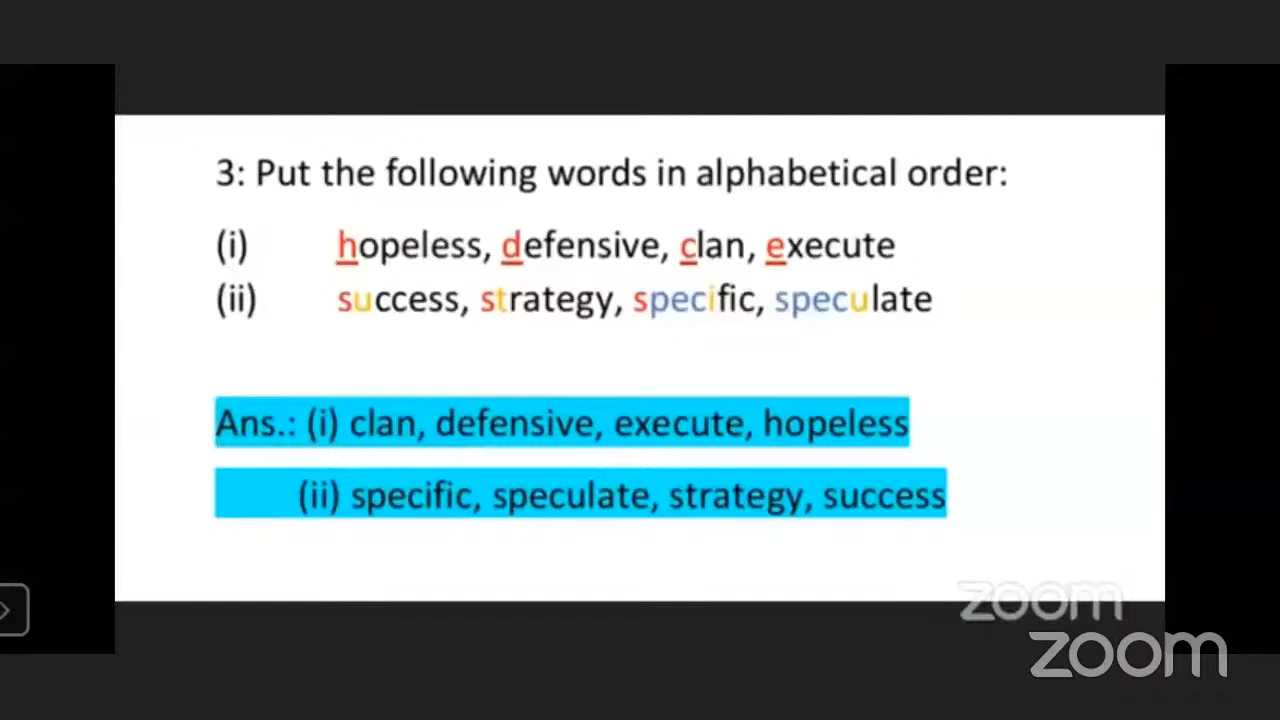 3: Put the following words in alphabetical order:
(i) hopeless, defensive, clan, execute
(ii) success, strategy, specific, speculate
Ans.: (i) clan, defensive, execute, hopeless
(ii) specific, speculate, strategy, success
zoom
zoom